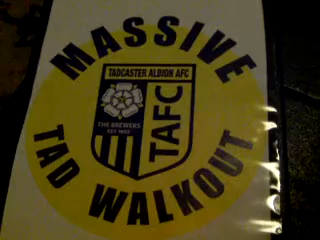 MASSIVE
TADCASTER ALBION AFC
THE BREWERS
EST 1892
TAFC
TAD WALKOUT